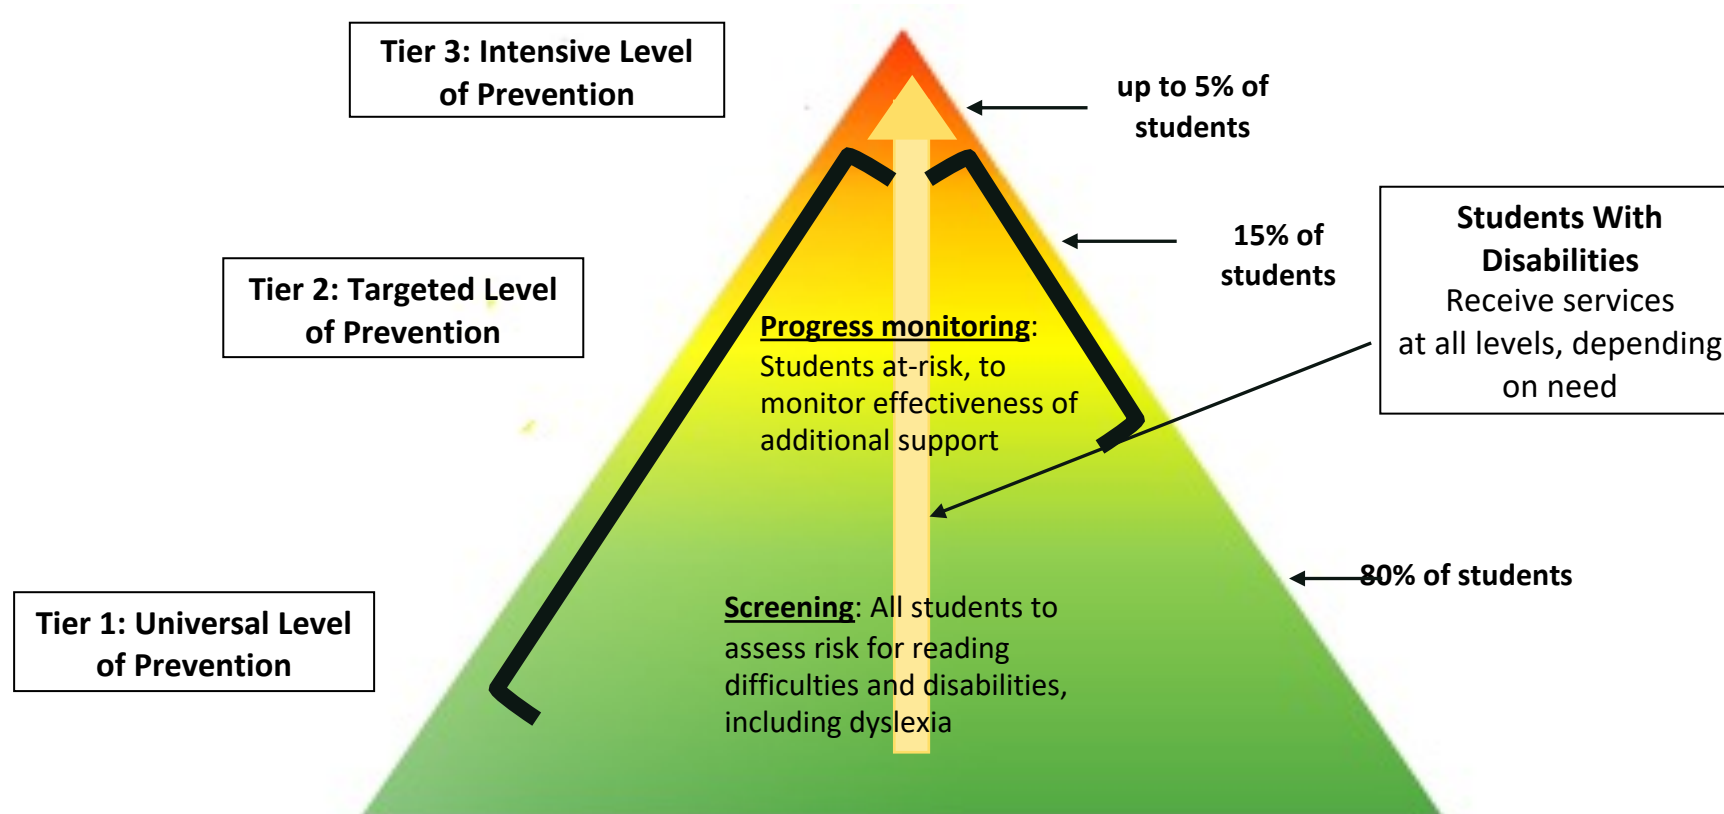 Tier 3: Intensive Level
of Prevention
up to 5% of
students
Tier 2: Targeted Level
of Prevention
15% of
students
Students With
Disabilities
Receive services
at all levels, depending
on need
Progress monitoring:
Students at-risk, to
monitor effectiveness of
additional support
Tier 1: Universal Level
of Prevention
80% of students
Screening: All students to
assess risk for reading
difficulties and disabilities,
including dyslexia